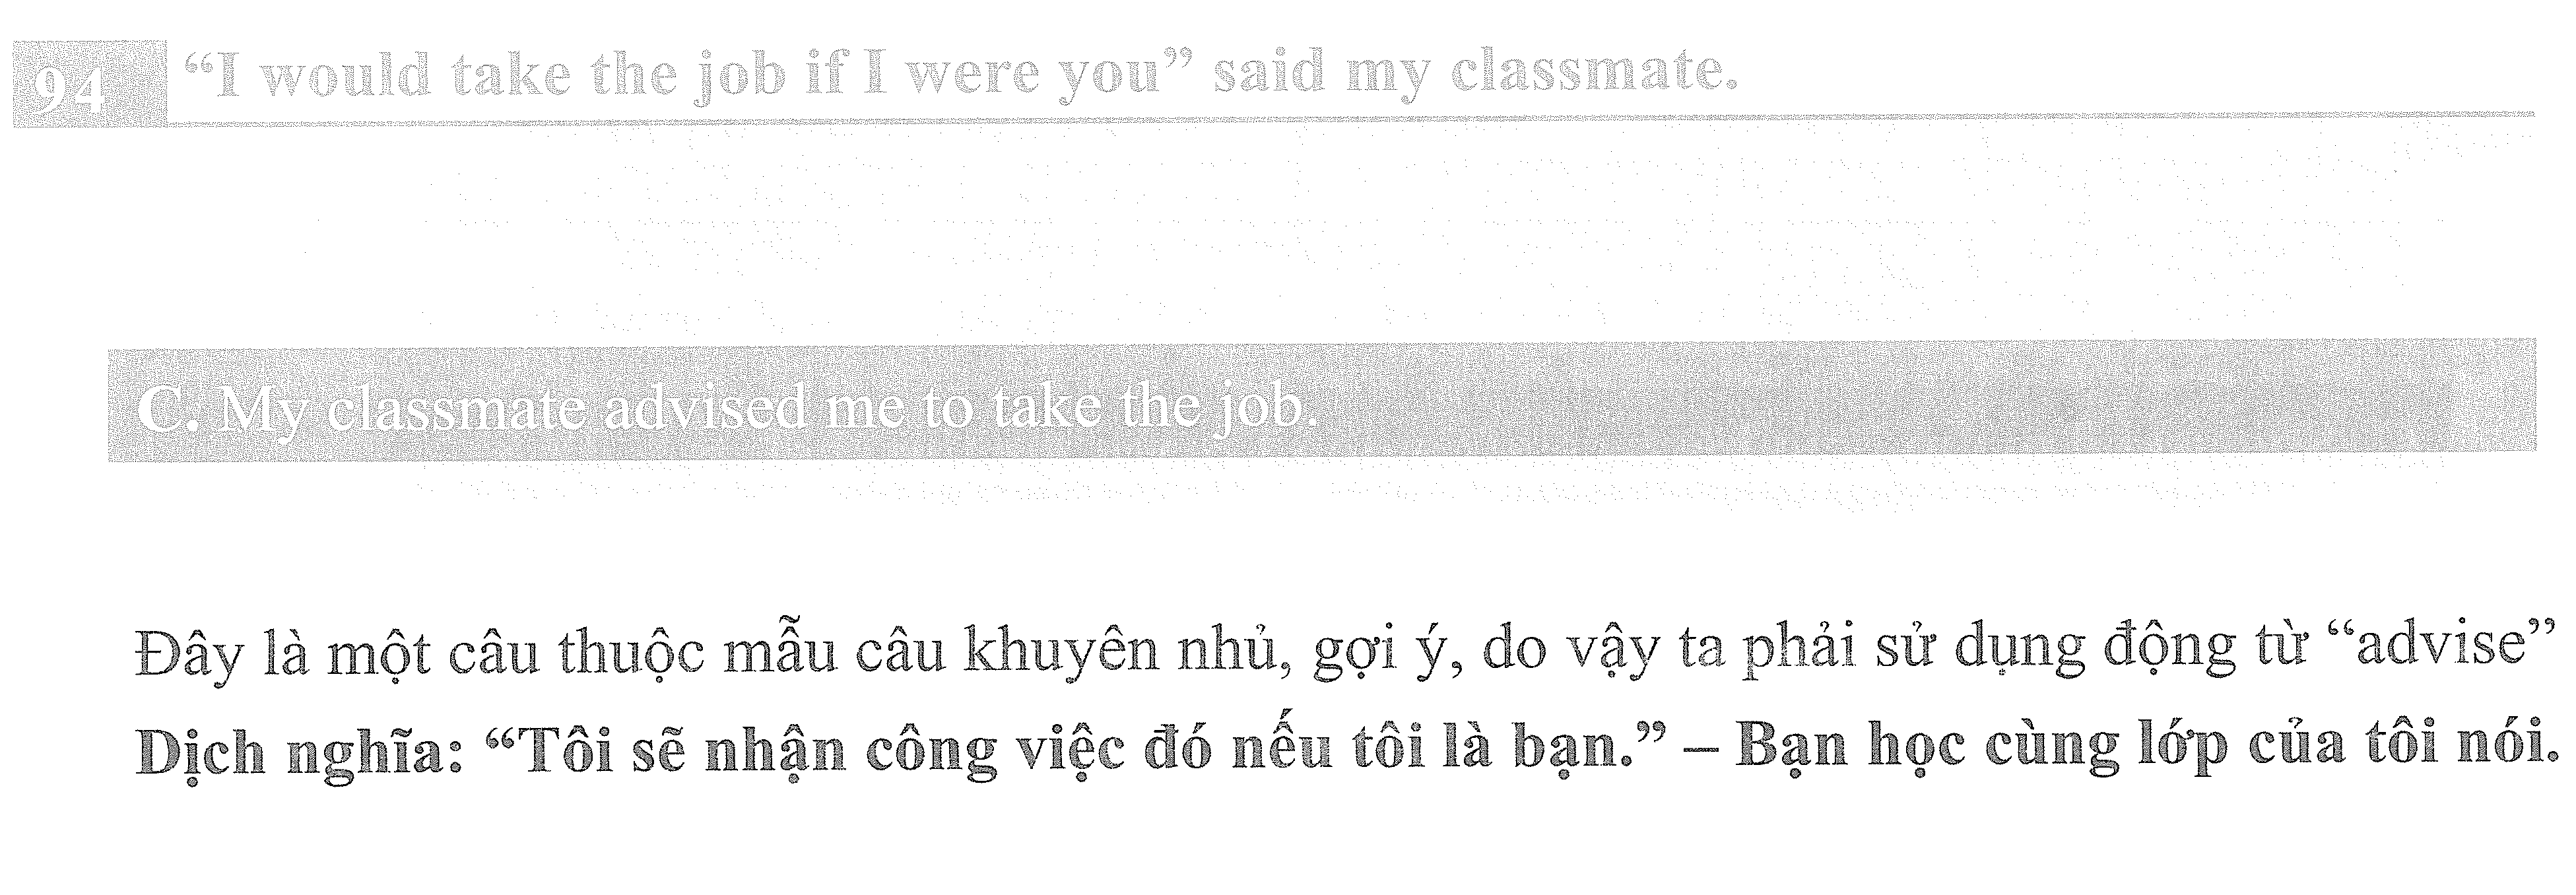 94 “I would take the job if I were you” said my classmate.
C. My classmate advised me to take the job.
Đây là một câu thuộc mẫu câu khuyên nhủ, gợi ý, do vậy ta phải sử dụng động từ “advise”
Dịch nghĩa: “Tôi sẽ nhận công việc đó nếu tôi là bạn.” – Bạn học cùng lớp của tôi nói.